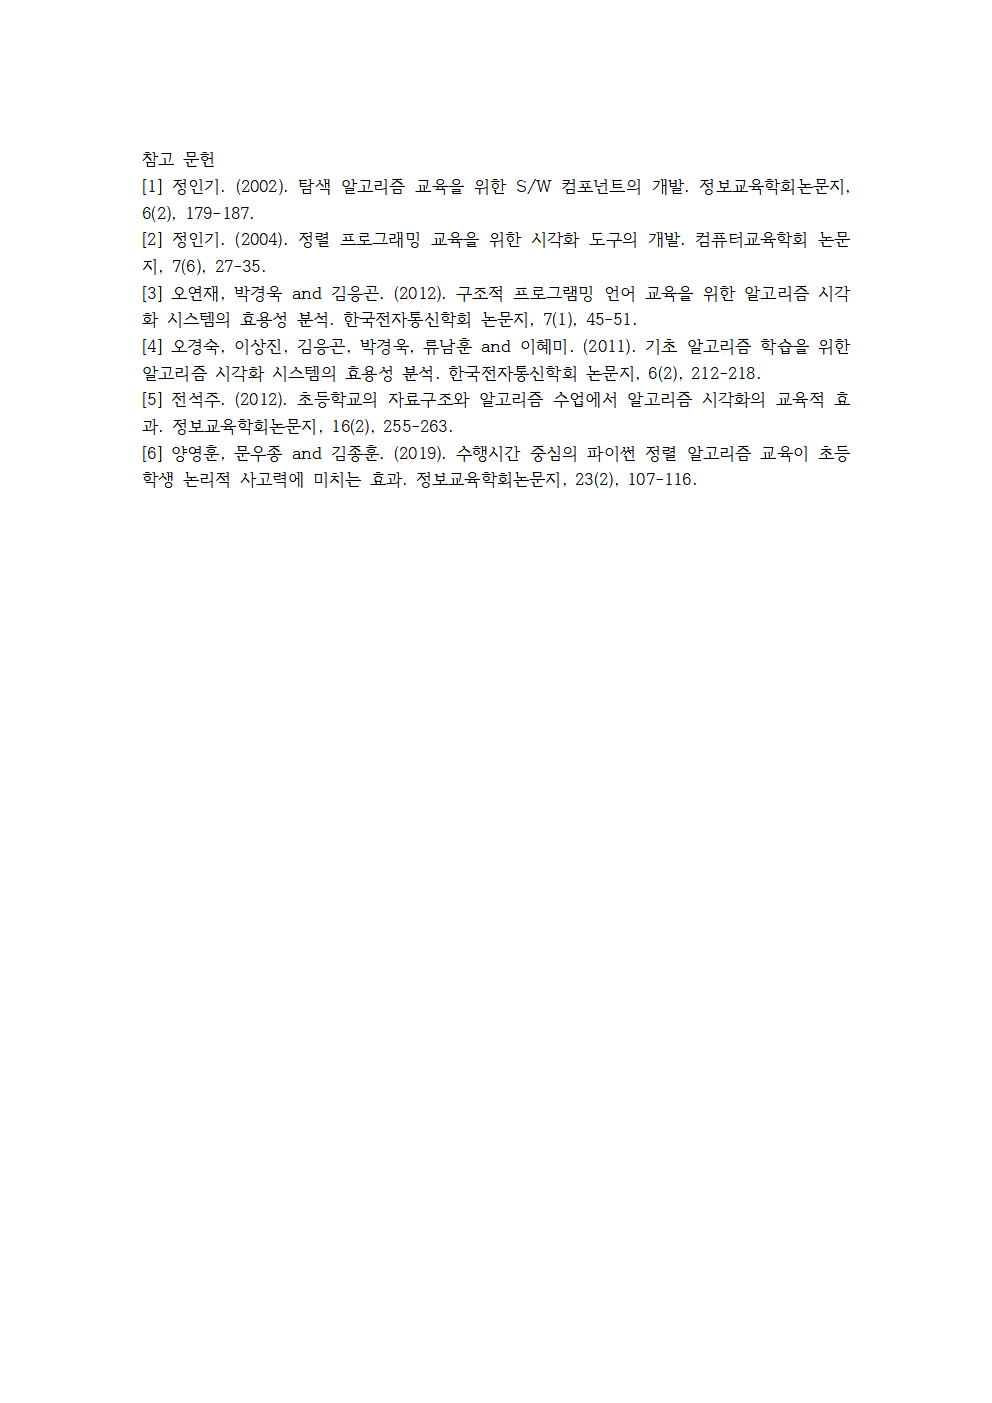 참고 문헌
[1] 정인기. (2002). 탐색 알고리즘 교육을 위한 S/W 컴포넌트의 개발. 정보교육학회논문지,
6(2), 179-187.
[2] 정인기. (2004). 정렬 프로그래밍 교육을 위한 시각화 도구의 개발. 컴퓨터교육학회 논문
지, 7(6), 27-35.
[3] 오연재, 박경욱 and 김응곤. (2012). 구조적 프로그램밍 언어 교육을 위한 알고리즘 시각
화 시스템의 효용성 분석. 한국전자통신학회 논문지, 7(1), 45-51.
[4] 오경숙, 이상진, 김응곤, 박경욱, 류남훈 and 이혜미. (2011). 기초 알고리즘 학습을 위한
알고리즘 시각화 시스템의 효용성 분석. 한국전자통신학회 논문지, 6(2), 212-218.
[5] 전석주. (2012). 초등학교의 자료구조와 알고리즘 수업에서 알고리즘 시각화의 교육적 효
과. 정보교육학회논문지, 16(2), 255-263.
[6] 양영훈, 문우종 and 김종훈. (2019). 수행시간 중심의 파이썬 정렬 알고리즘 교육이 초등
학생 논리적 사고력에 미치는 효과. 정보교육학회논문지, 23(2), 107-116.